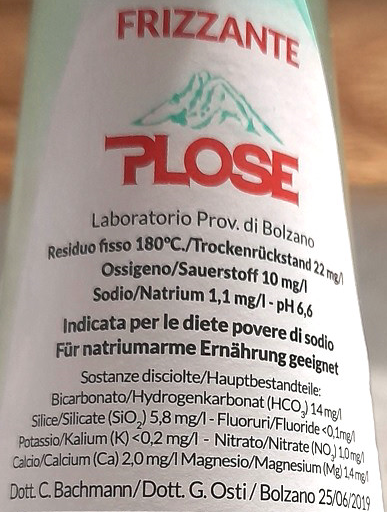 FRIZZANTE
PLOSE
Laboratorio Prov. di Bolzano
Residuo fisso 180°C./Trockenrückstand 22 mg/l
Ossigeno/Sauerstoff 10 mg/l
Sodio/Natrium 1,1 mg/l - pH 6,6
Indicata per le diete povere di sodio
Für natriumarme Ernährung geeignet
Sostanze disciolte/Hauptbestandteile:
Bicarbonato/Hydrogenkarbonat (HCO₃) 14 mg/l
Silice/Silicate (SiO₂) 5,8 mg/l - Fluoruri/Fluoride <0,1mg/l
Potassio/Kalium (K) <0,2 mg/l - Nitrato/Nitrate (NO₃) 1,0 mg/l
Calcio/Calcium (Ca) 2,0 mg/l Magnesio/Magnesium (Mg) 1,4 mg/l
Dott. C. Bachmann/Dott. G. Osti / Bolzano 25/06/2019